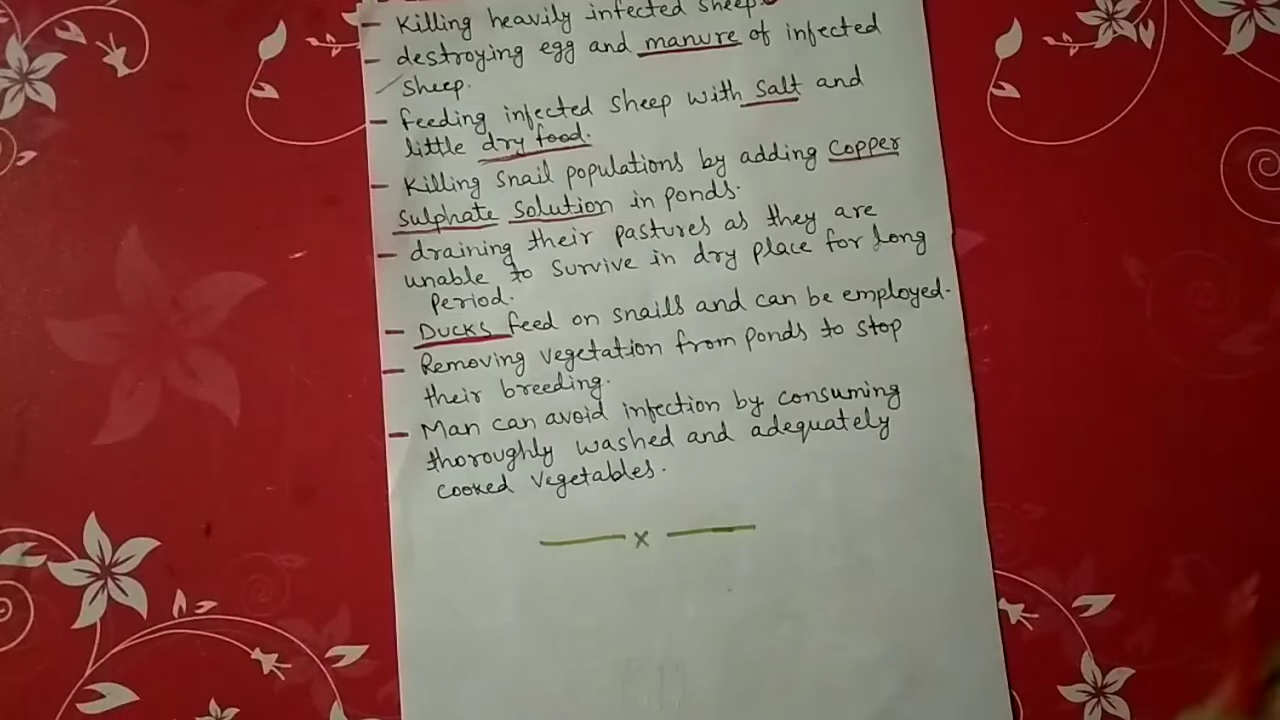 - Killing heavily infected sheep.
- destroying egg and manure of infected
sheep.
- feeding infected sheep with salt and
little dry food.
- Killing snail populations by adding copper
sulphate solution in ponds.
- draining their pastures as they are
unable to survive in dry place for long
period.
- Ducks feed on snails and can be employed.
- Removing vegetation from ponds to stop
their breeding.
- Man can avoid infection by consuming
thoroughly washed and adequately
cooked vegetables.
— x —